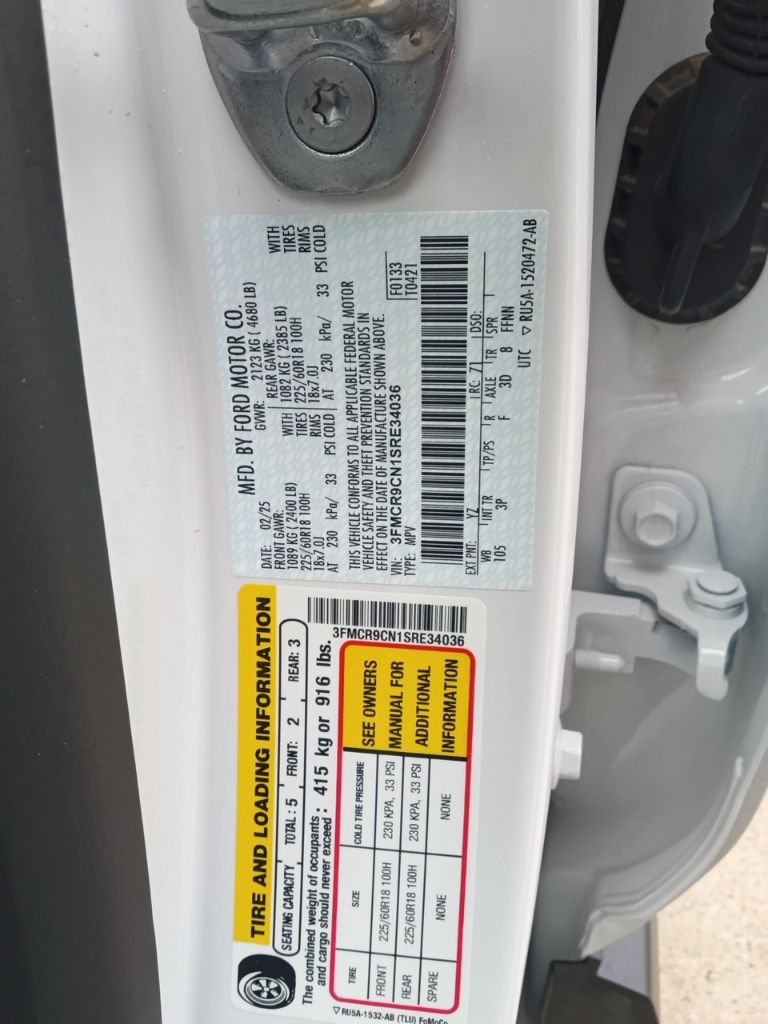 MFD. BY FORD MOTOR CO.
DATE: 02/25
GVWR: 2123 KG ( 4680 LB)
FRONT GAWR:
1089 KG (2400 LB)
WITH
225/60R18 100H
TIRES
18x7.0J
RIMS
AT 230 kPa/ 33 PSI COLD
REAR GAWR:
1082 KG (2385 LB)
WITH
225/60R18 100H
TIRES
18x7.0J
RIMS
AT 230 kPa/ 33 PSI COLD
THIS VEHICLE CONFORMS TO ALL APPLICABLE FEDERAL MOTOR
VEHICLE SAFETY AND THEFT PREVENTION STANDARDS IN
EFFECT ON THE DATE OF MANUFACTURE SHOWN ABOVE.
VIN: 3FMCR9CN1SRE34036
TYPE: MPV
F0133
T0421
EXT PNT: YZ RC: 71 DSO:
WB INT TR TP/PS R AXLE TR SPR
105 3P F 3D 8 FFNN
UTC ▽ RU5A-1520472-AB
TIRE AND LOADING INFORMATION
SEATING CAPACITY TOTAL: 5 FRONT: 2 REAR: 3
The combined weight of occupants
and cargo should never exceed: 415 kg or 916 lbs.
3FMCR9CN1SRE34036
TIRE SIZE COLD TIRE PRESSURE
FRONT 225/60R18 100H 230 KPA, 33 PSI
REAR 225/60R18 100H 230 KPA, 33 PSI
SPARE NONE NONE
SEE OWNERS
MANUAL FOR
ADDITIONAL
INFORMATION
▽ RU5A-1532-AB (TLU) FoMoCo